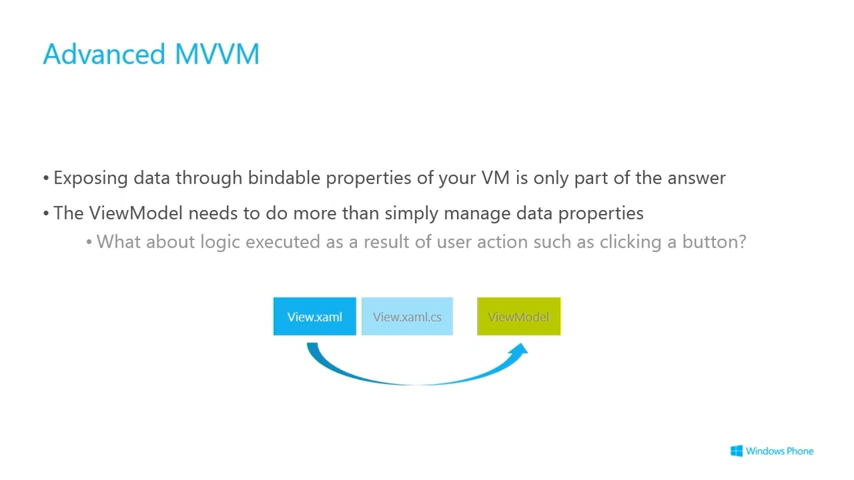 Advanced MVVM
• Exposing data through bindable properties of your VM is only part of the answer
• The ViewModel needs to do more than simply manage data properties
• What about logic executed as a result of user action such as clicking a button?
View.xaml View.xaml.cs ViewModel
Windows Phone